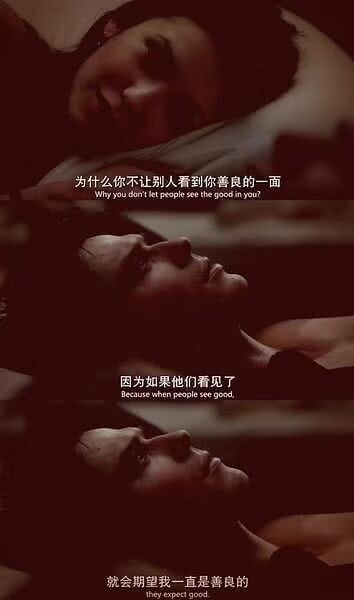 为什么你不让别人看到你善良的一面
Why you don't let people see the good in you?
因为如果他们看见了
Because when people see good,
就会期望我一直是善良的
they expect good.